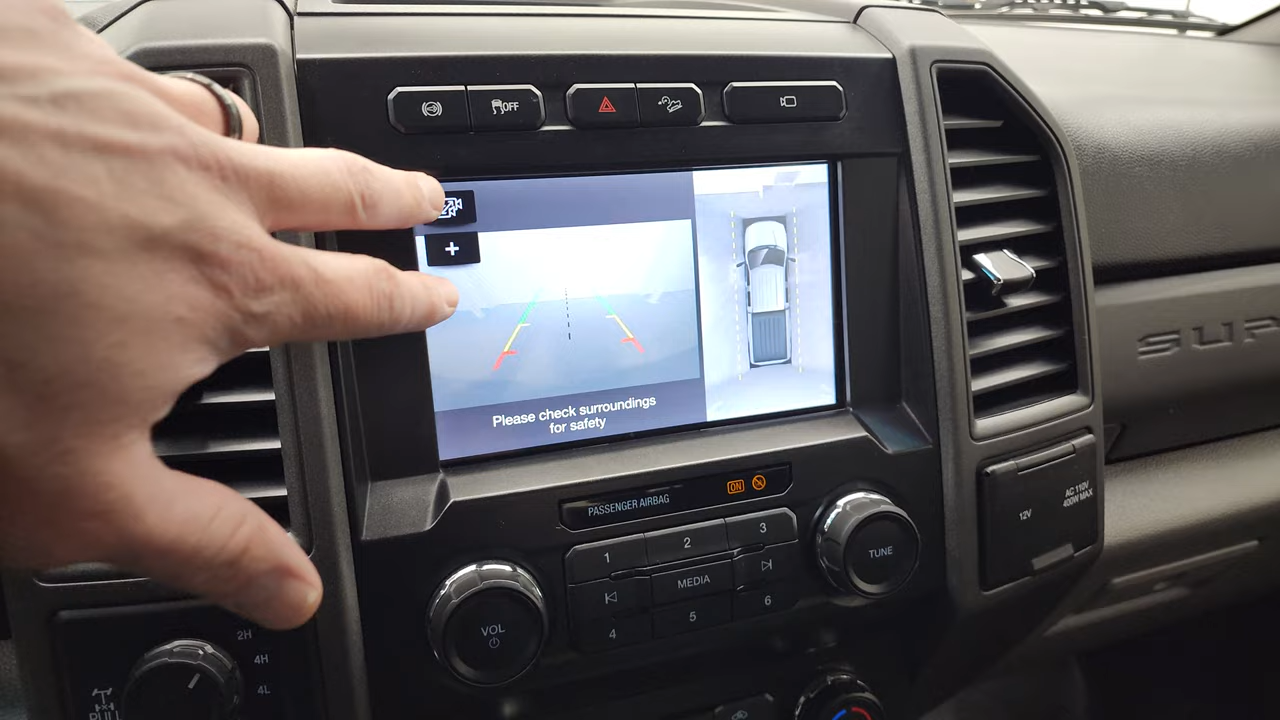 OFF
+
Please check surroundings
for safety
SUP
PASSENGER AIRBAG ON
AC 110V
400W MAX
12V
1 2 3
MEDIA
4 5 6
VOL
TUNE
2H
4H
4L
PULL